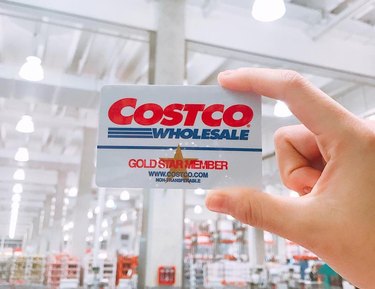 COSTCO
WHOLESALE
GOLD STAR MEMBER
WWW.COSTCO.COM
NON-TRANSFERABLE